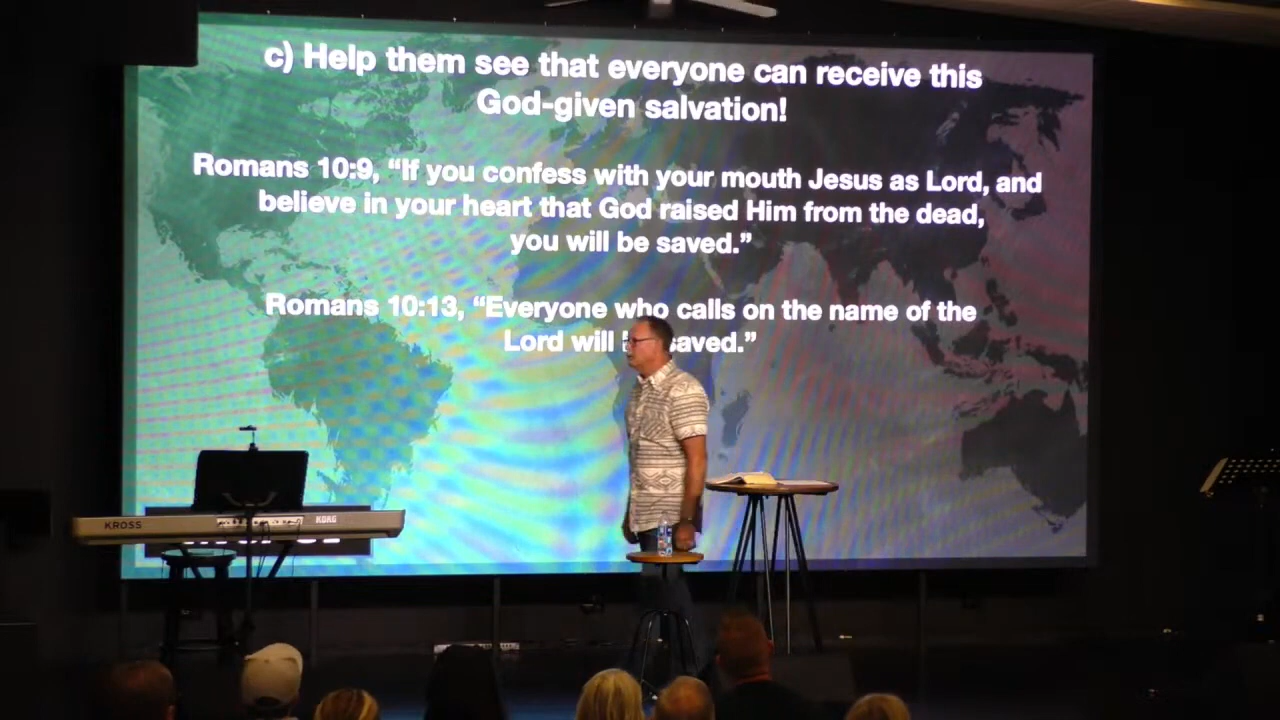 c) Help them see that everyone can receive this
God-given salvation!
Romans 10:9, “If you confess with your mouth Jesus as Lord, and
believe in your heart that God raised Him from the dead,
you will be saved.”
Romans 10:13, “Everyone who calls on the name of the
Lord will saved.”
KROSS
KORG